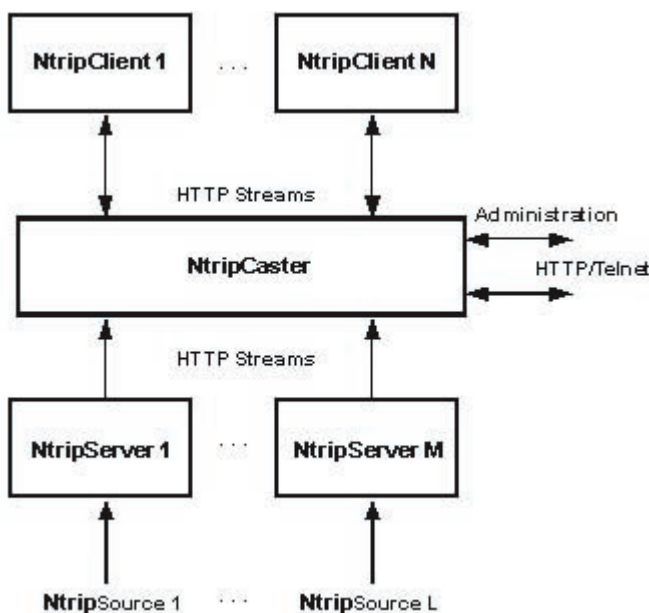 NtripClient 1 ... NtripClient N
HTTP Streams
Administration
NtripCaster
HTTP/Telnet
HTTP Streams
NtripServer 1 ... NtripServer M
NtripSource 1 ... NtripSource L